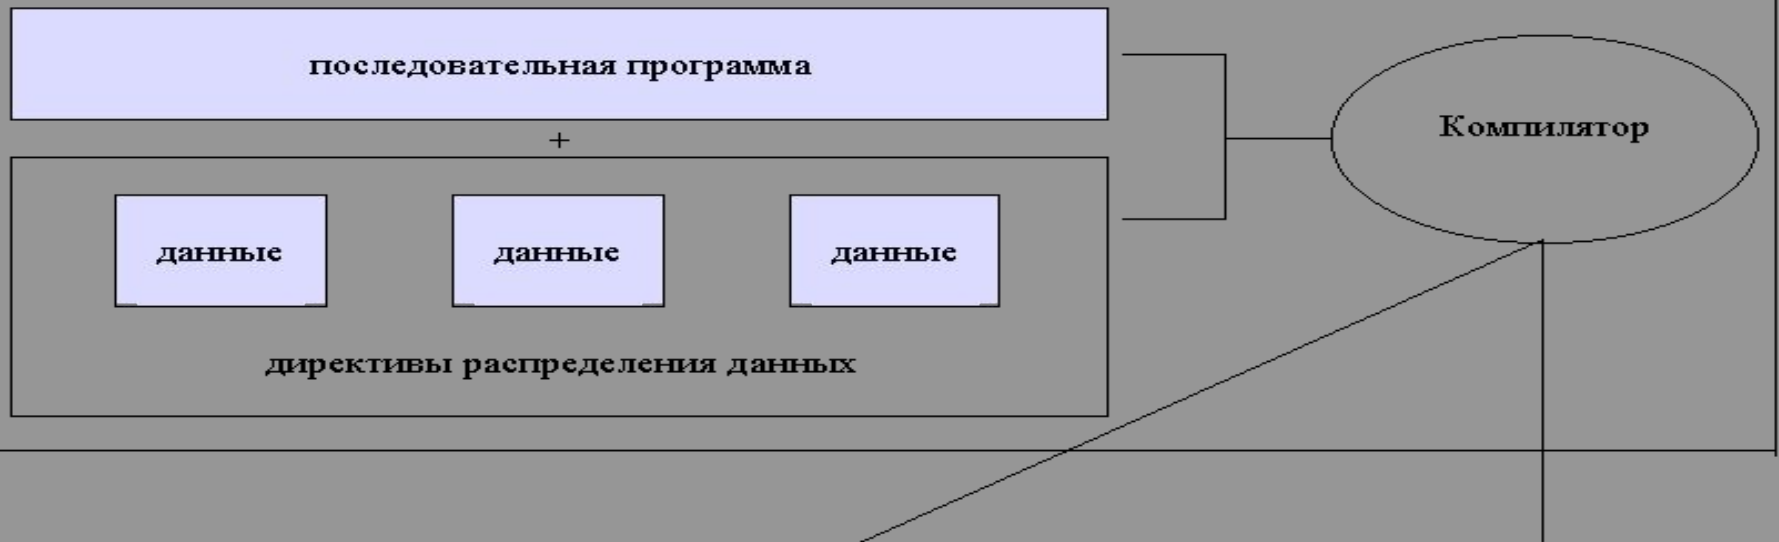 последовательная программа
Компилятор
+
данные
данные
данные
директивы распределения данных